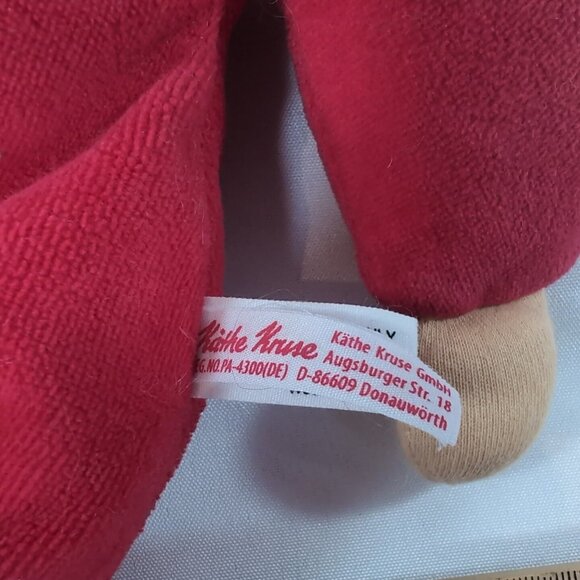 Käthe Kruse
G.NO.PA-4300(DE)
Käthe Kruse GmbH
Augsburger Str. 18
D-86609 Donauwörth